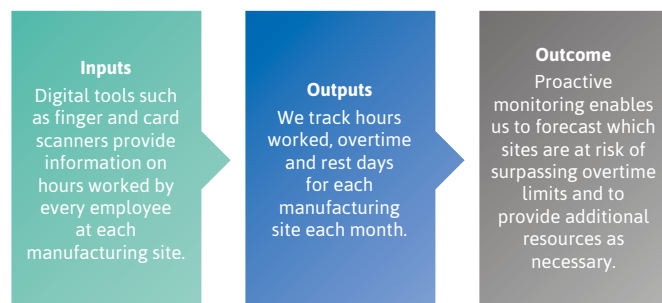 Inputs
Digital tools such
as finger and card
scanners provide
information on
hours worked by
every employee
at each
manufacturing site.
Outputs
We track hours
worked, overtime
and rest days
for each
manufacturing
site each month.
Outcome
Proactive
monitoring enables
us to forecast which
sites are at risk of
surpassing overtime
limits and to
provide additional
resources as
necessary.